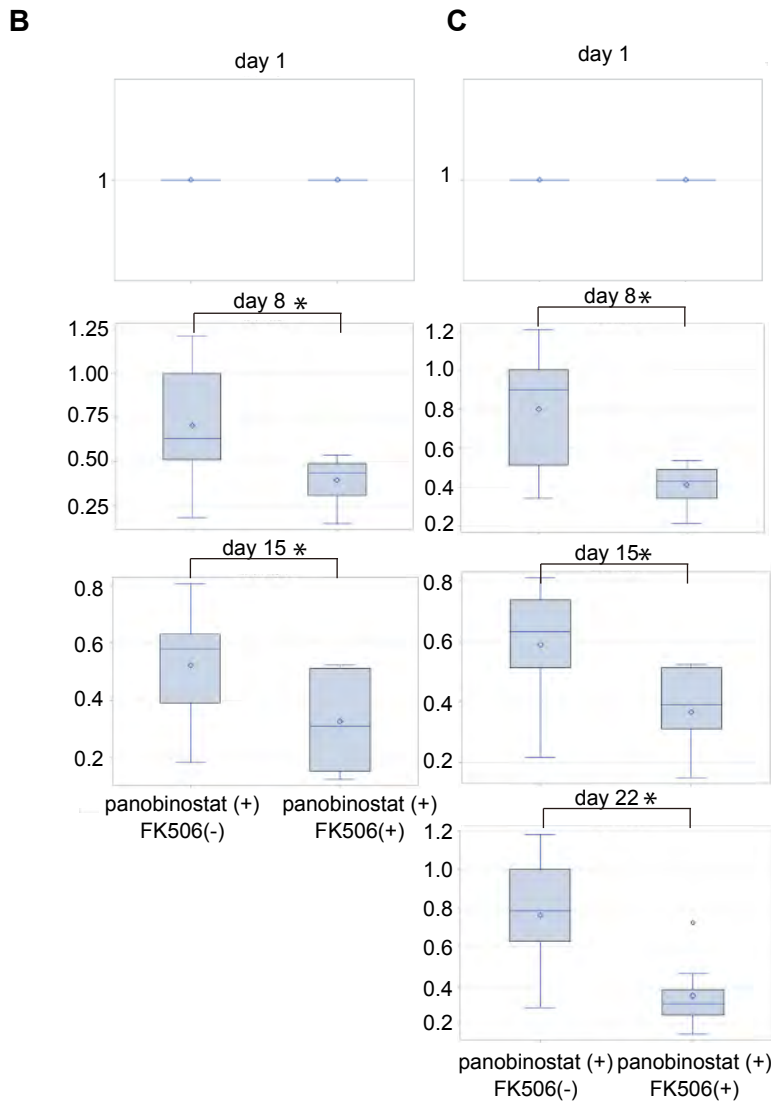 B
day 1
1
day 8 *
1.25
1.00
0.75
0.50
0.25
day 15 *
0.8
0.6
0.4
0.2
panobinostat (+) panobinostat (+)
FK506(-) FK506(+)
C
day 1
1
day 8*
1.2
1.0
0.8
0.6
0.4
0.2
day 15*
0.8
0.6
0.4
0.2
day 22 *
1.2
1.0
0.8
0.6
0.4
0.2
panobinostat (+) panobinostat (+)
FK506(-) FK506(+)